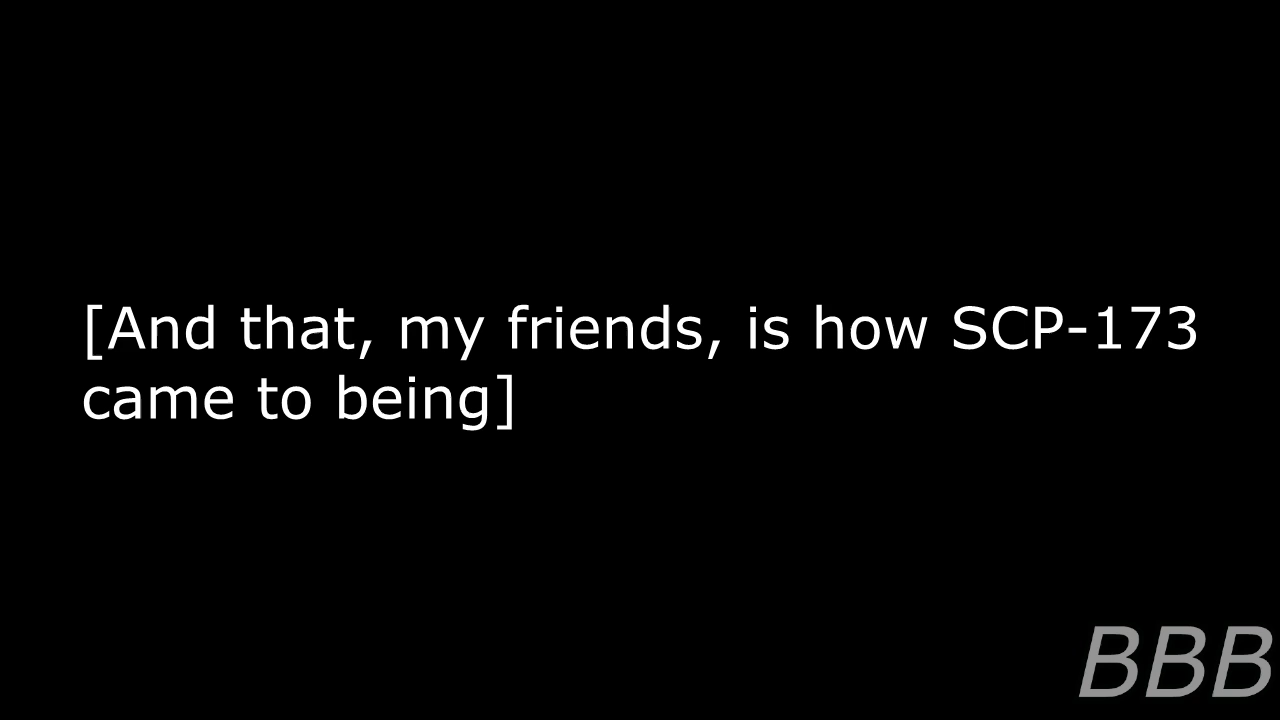 [And that, my friends, is how SCP-173
came to being]
BBB